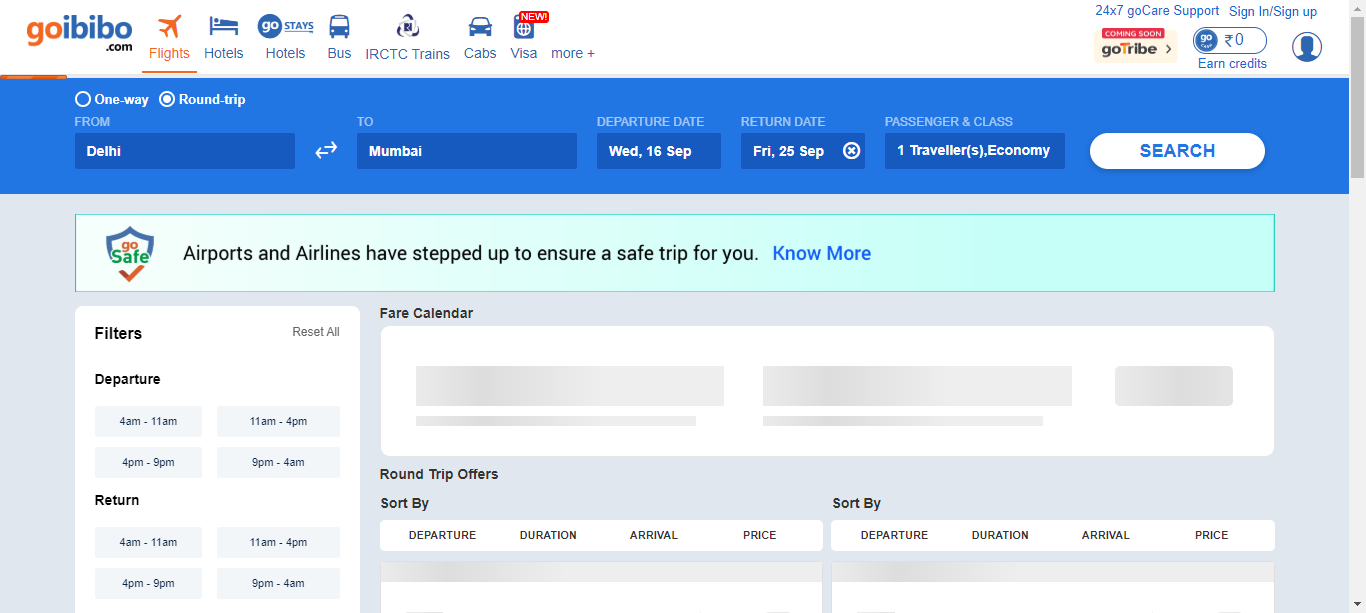 goibibo
.com
Flights
Hotels
go STAYS
Hotels
Bus
IRCTC Trains
Cabs
NEW!
Visa
more +
24x7 goCare Support
Sign In/Sign up
COMING SOON
goTribe >
go
CASH
₹0
Earn credits
One-way
Round-trip
FROM
TO
DEPARTURE DATE
RETURN DATE
PASSENGER & CLASS
Delhi
Mumbai
Wed, 16 Sep
Fri, 25 Sep
1 Traveller(s),Economy
SEARCH
go
Safe
Airports and Airlines have stepped up to ensure a safe trip for you. Know More
Filters
Reset All
Departure
4am - 11am
11am - 4pm
4pm - 9pm
9pm - 4am
Return
4am - 11am
11am - 4pm
4pm - 9pm
9pm - 4am
Fare Calendar
Round Trip Offers
Sort By
DEPARTURE DURATION ARRIVAL PRICE
Sort By
DEPARTURE DURATION ARRIVAL PRICE